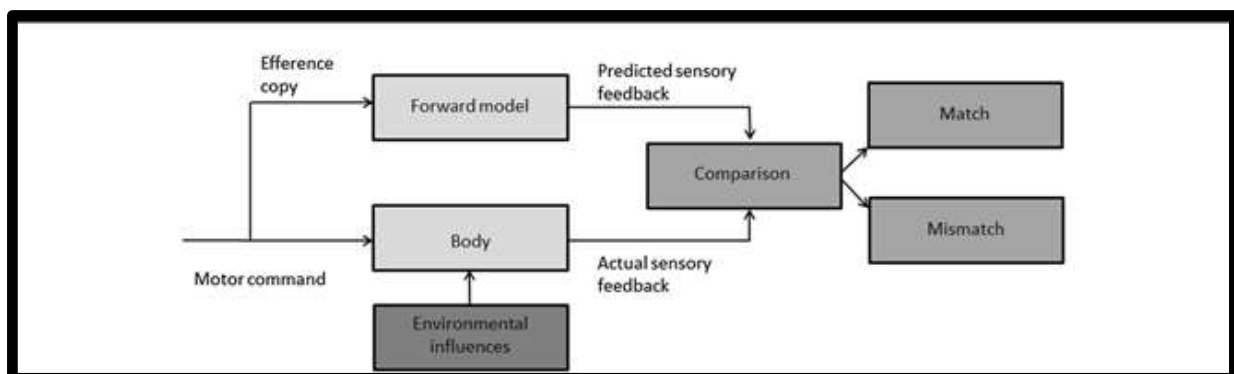 Efference
copy
Forward model
Predicted sensory
feedback
Match
Comparison
Mismatch
Body
Motor command
Actual sensory
feedback
Environmental
influences